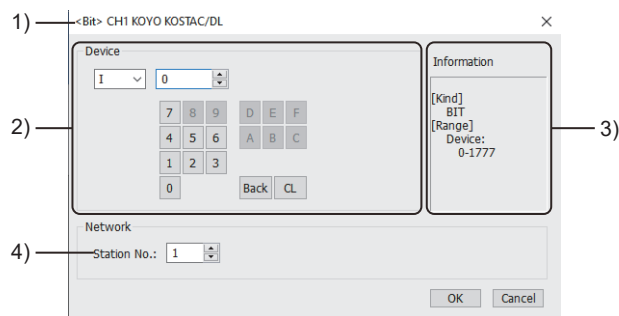 1)
<Bit> CH1 KOYO KOSTAC/DL
Device
I 0
7 8 9 D E F
4 5 6 A B C
1 2 3
0 Back CL
2)
Information
[Kind]
BIT
[Range]
Device:
0-1777
3)
Network
4)
Station No.: 1
OK Cancel